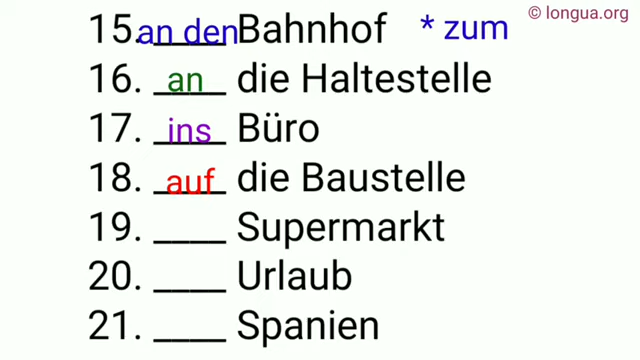 © longua.org
15. an den Bahnhof * zum
16. an die Haltestelle
17. ins Büro
18. auf die Baustelle
19. ____ Supermarkt
20. ____ Urlaub
21. ____ Spanien